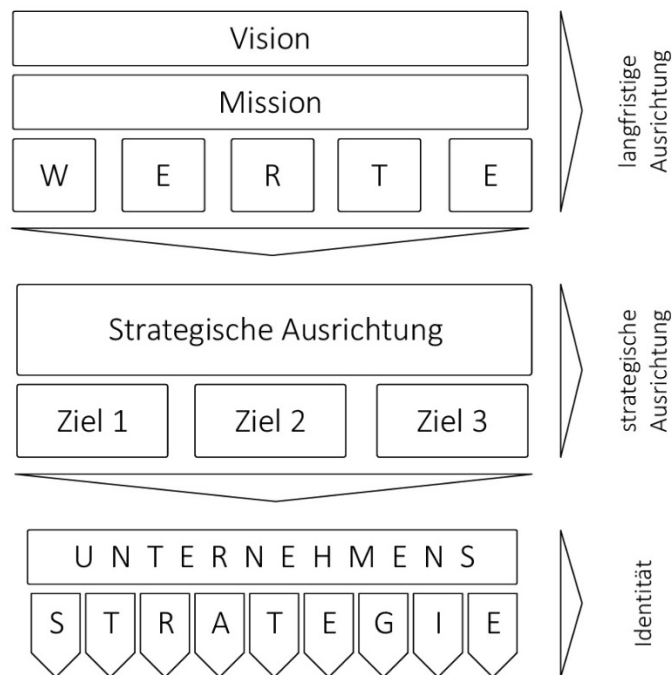 Vision
Mission
W E R T E
langfristige
Ausrichtung
Strategische Ausrichtung
Ziel 1 Ziel 2 Ziel 3
strategische
Ausrichtung
U N T E R N E H M E N S
S T R A T E G I E
Identität